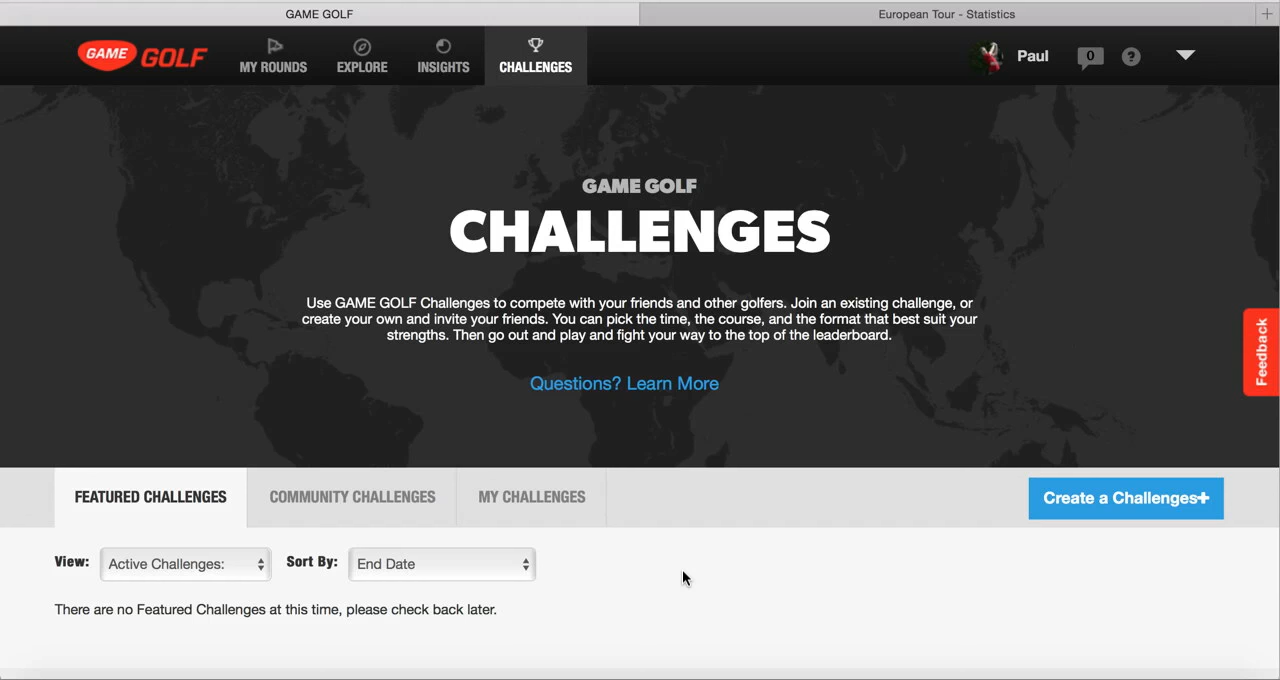 GAME GOLF
European Tour - Statistics
GAME GOLF
MY ROUNDS
EXPLORE
INSIGHTS
CHALLENGES
Paul
0
?
GAME GOLF
CHALLENGES
Use GAME GOLF Challenges to compete with your friends and other golfers. Join an existing challenge, or
create your own and invite your friends. You can pick the time, the course, and the format that best suit your
strengths. Then go out and play and fight your way to the top of the leaderboard.
Questions? Learn More
Feedback
FEATURED CHALLENGES
COMMUNITY CHALLENGES
MY CHALLENGES
Create a Challenges+
View:
Active Challenges:
Sort By:
End Date
There are no Featured Challenges at this time, please check back later.